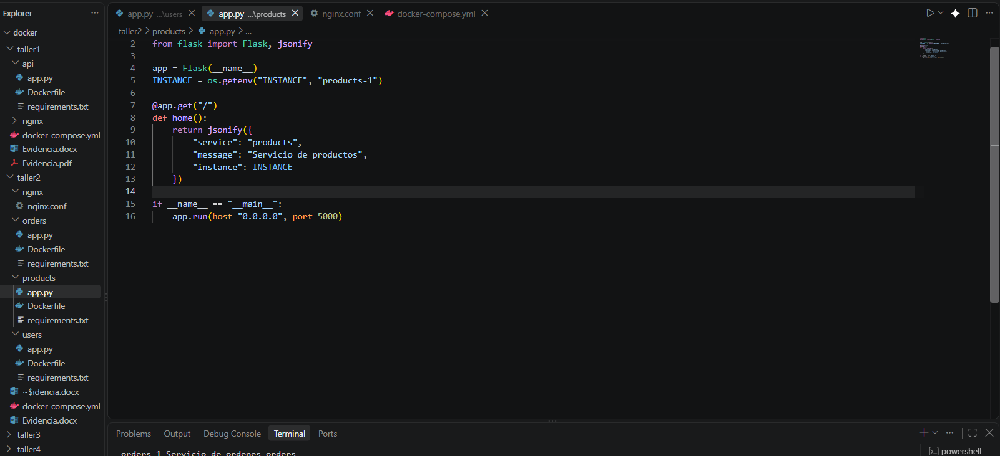 Explorer
docker
taller1
api
app.py
Dockerfile
requirements.txt
nginx
docker-compose.yml
Evidencia.docx
Evidencia.pdf
taller2
nginx
nginx.conf
orders
app.py
Dockerfile
requirements.txt
products
app.py
Dockerfile
requirements.txt
users
app.py
Dockerfile
requirements.txt
~$idencia.docx
docker-compose.yml
Evidencia.docx
taller3
taller4
app.py ...\users app.py ...\products nginx.conf docker-compose.yml
taller2 > products > app.py > ...
2 from flask import Flask, jsonify
3
4 app = Flask(__name__)
5 INSTANCE = os.getenv("INSTANCE", "products-1")
6
7 @app.get("/")
8 def home():
9 return jsonify({
10 "service": "products",
11 "message": "Servicio de productos",
12 "instance": INSTANCE
13 })
14
15 if __name__ == "__main__":
16 app.run(host="0.0.0.0", port=5000)
Problems Output Debug Console Terminal Ports
orders 1 Servicio de ordenes orders
powershell